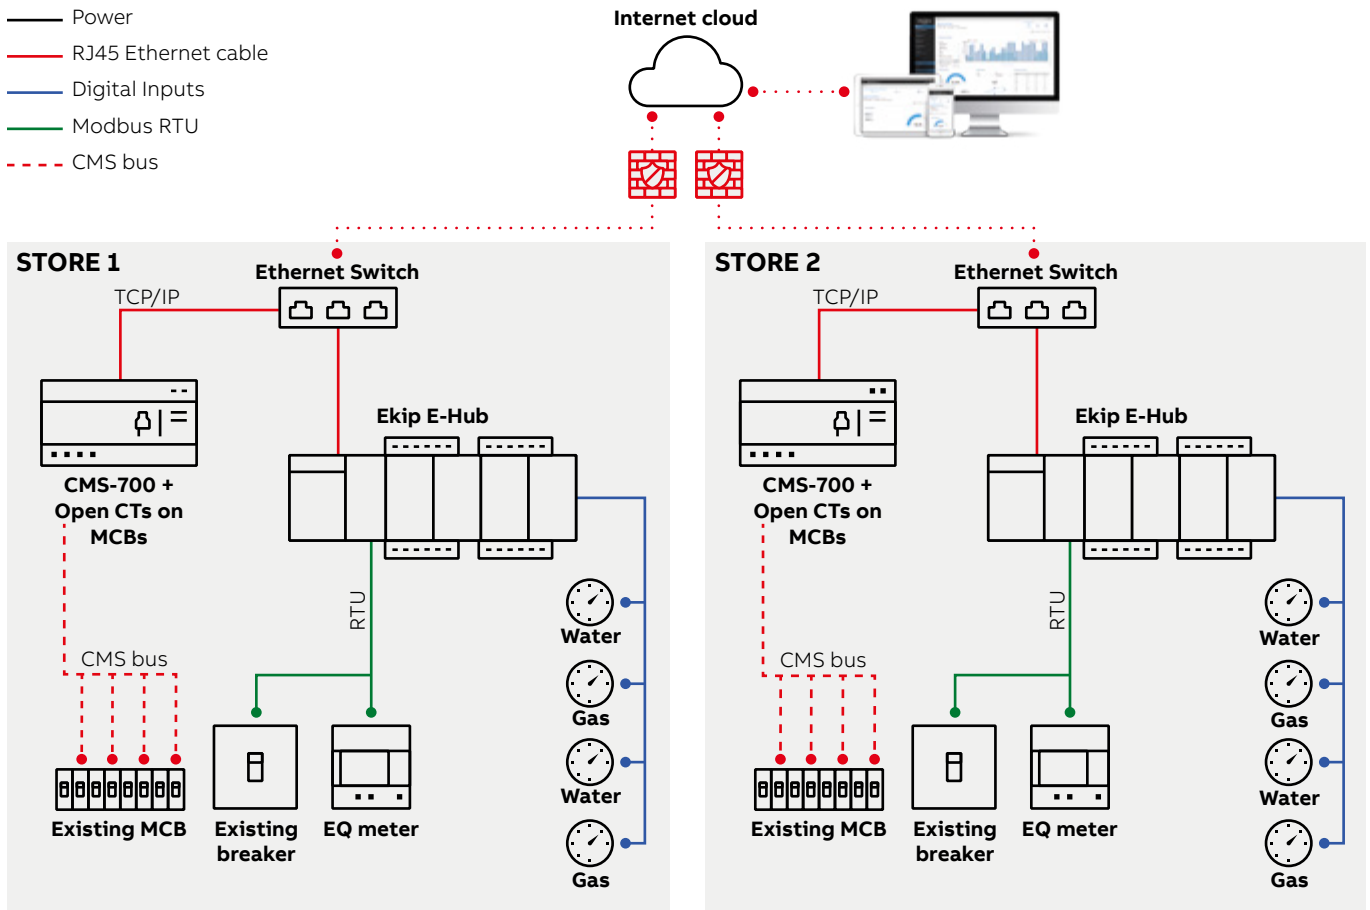 Power
RJ45 Ethernet cable
Digital Inputs
Modbus RTU
CMS bus
Internet cloud
STORE 1
Ethernet Switch
TCP/IP
Ekip E-Hub
CMS-700 +
Open CTs on
MCBs
RTU
Water
CMS bus
Gas
Water
Existing MCB
Existing
breaker
EQ meter
Gas
STORE 2
Ethernet Switch
TCP/IP
Ekip E-Hub
CMS-700 +
Open CTs on
MCBs
RTU
Water
CMS bus
Gas
Water
Existing MCB
Existing
breaker
EQ meter
Gas